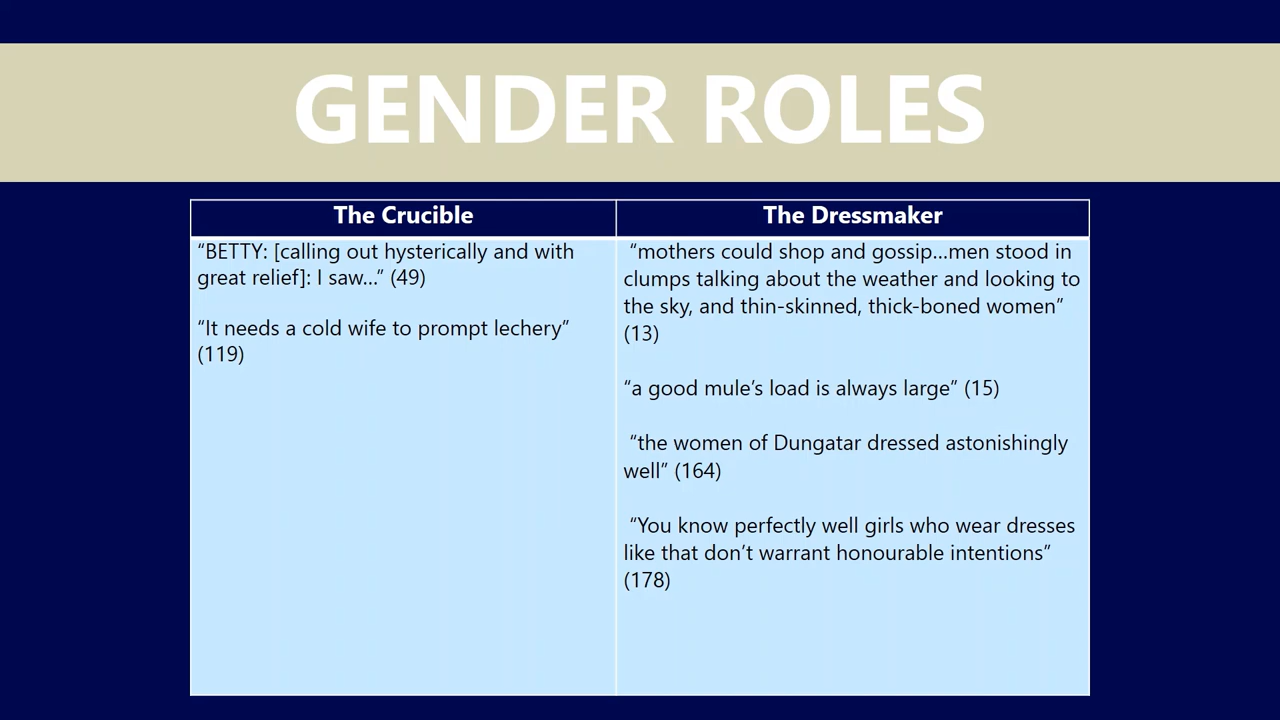 GENDER ROLES
The Crucible
The Dressmaker
“BETTY: [calling out hysterically and with
great relief]: I saw...” (49)
“It needs a cold wife to prompt lechery”
(119)
“mothers could shop and gossip...men stood in
clumps talking about the weather and looking to
the sky, and thin-skinned, thick-boned women”
(13)
“a good mule’s load is always large” (15)
“the women of Dungatar dressed astonishingly
well” (164)
“You know perfectly well girls who wear dresses
like that don’t warrant honourable intentions”
(178)